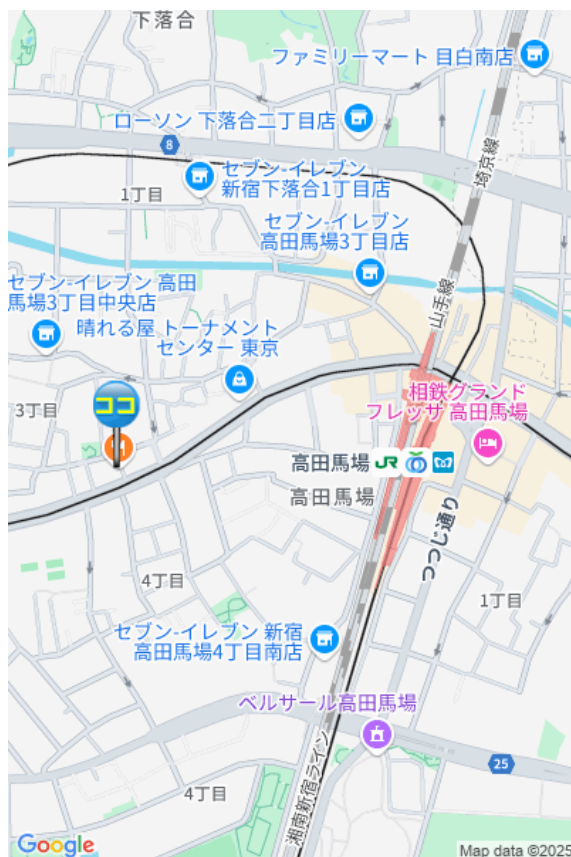 下落合
ファミリーマート 目白南店
ローソン 下落合二丁目店
8
埼京線
セブン-イレブン
新宿下落合1丁目店
1丁目
セブン-イレブン
高田馬場3丁目店
セブン-イレブン 高田
馬場3丁目中央店
山手線
晴れる屋 トーナメント
センター 東京
相鉄グランド
フレッサ 高田馬場
3丁目
ココ
高田馬場 JR
高田馬場
つつじ通り
4丁目
1丁目
セブン-イレブン 新宿
高田馬場4丁目南店
ベルサール高田馬場
25
湘南新宿ライン
4丁目
Google
Map data ©2025